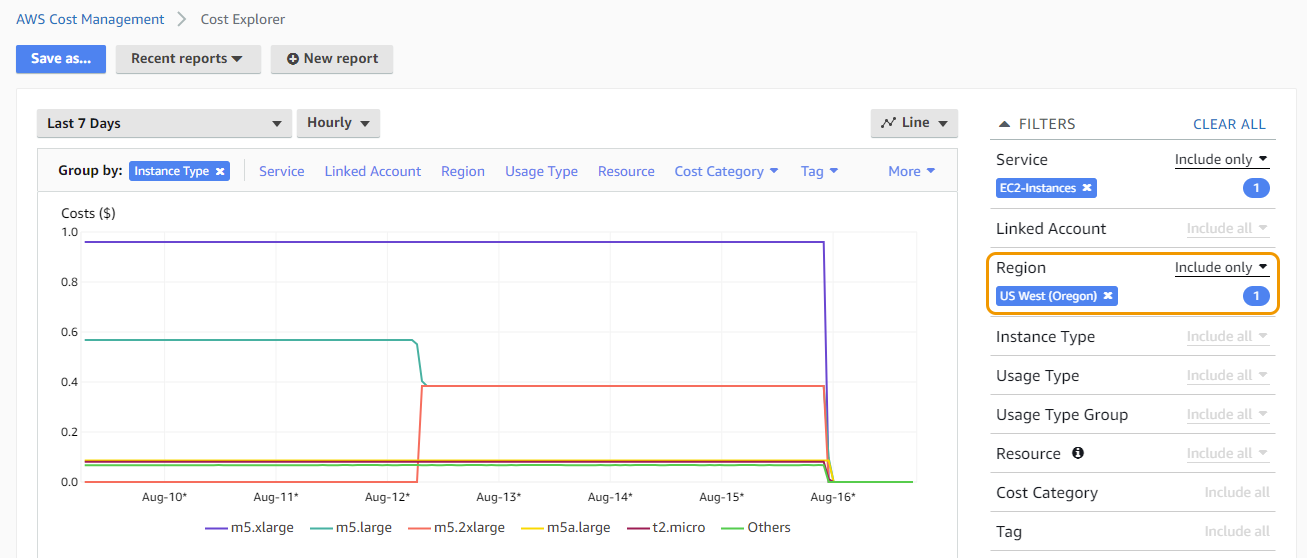 AWS Cost Management > Cost Explorer
Save as... Recent reports New report
Last 7 Days Hourly Line
Group by: Instance Type × Service Linked Account Region Usage Type Resource Cost Category Tag More
Costs ($)
1.0
0.8
0.6
0.4
0.2
0.0
Aug-10* Aug-11* Aug-12* Aug-13* Aug-14* Aug-15* Aug-16*
m5.xlarge m5.large m5.2xlarge m5a.large t2.micro Others
FILTERS CLEAR ALL
Service Include only
EC2-Instances × 1
Linked Account Include all
Region Include only
US West (Oregon) × 1
Instance Type Include all
Usage Type Include all
Usage Type Group Include all
Resource i Include all
Cost Category Include all
Tag Include all